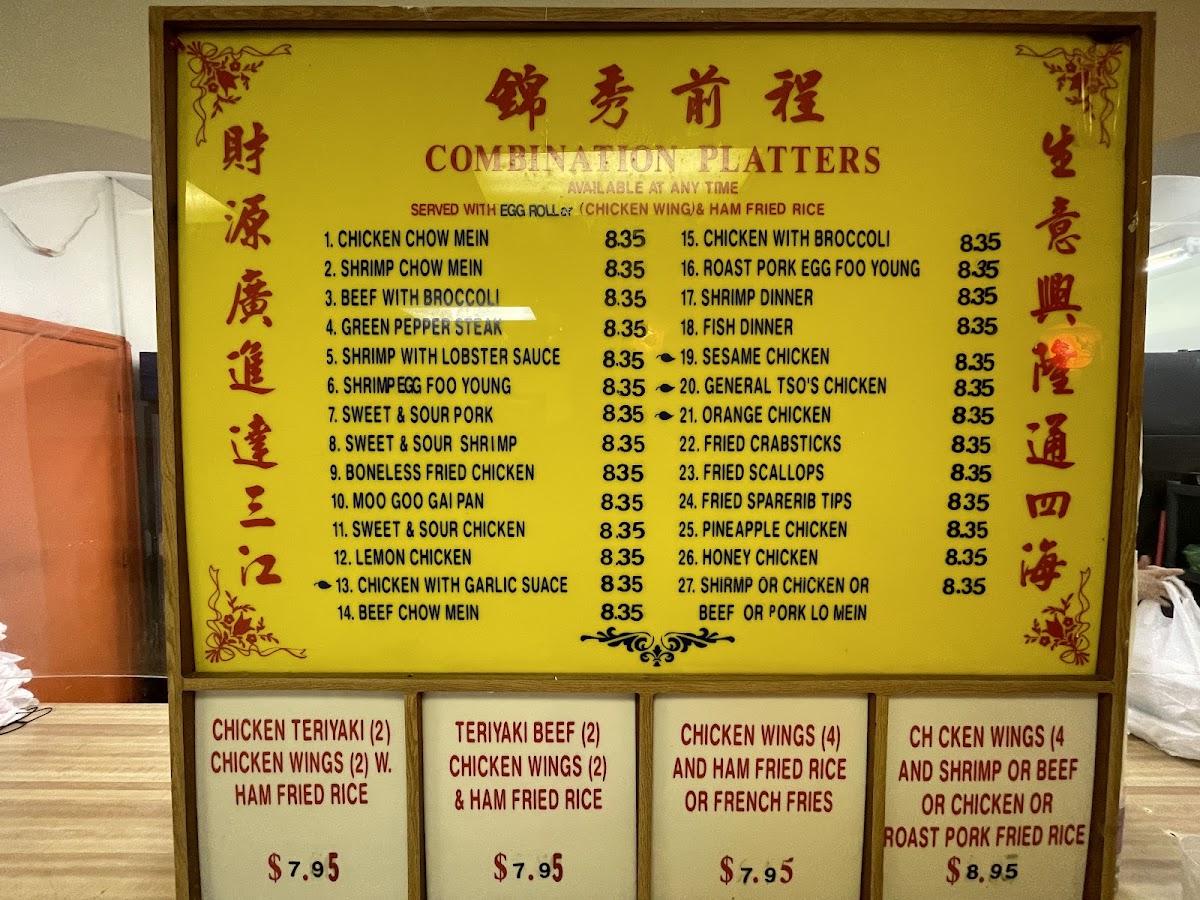 錦秀前程
財源廣進達三江
生意興隆通四海
COMBINATION PLATTERS
AVAILABLE AT ANY TIME
SERVED WITH EGG ROLL or (CHICKEN WING) & HAM FRIED RICE
1. CHICKEN CHOW MEIN 8.35
2. SHRIMP CHOW MEIN 8.35
3. BEEF WITH BROCCOLI 8.35
4. GREEN PEPPER STEAK 8.35
5. SHRIMP WITH LOBSTER SAUCE 8.35
6. SHRIMP EGG FOO YOUNG 8.35
7. SWEET & SOUR PORK 8.35
8. SWEET & SOUR SHRIMP 8.35
9. BONELESS FRIED CHICKEN 835
10. MOO GOO GAI PAN 8.35
11. SWEET & SOUR CHICKEN 8.35
12. LEMON CHICKEN 8.35
13. CHICKEN WITH GARLIC SUACE 8.35
14. BEEF CHOW MEIN 8.35
15. CHICKEN WITH BROCCOLI 8.35
16. ROAST PORK EGG FOO YOUNG 8.35
17. SHRIMP DINNER 8.35
18. FISH DINNER 8.35
19. SESAME CHICKEN 8.35
20. GENERAL TSO'S CHICKEN 8.35
21. ORANGE CHICKEN 8.35
22. FRIED CRABSTICKS 8.35
23. FRIED SCALLOPS 8.35
24. FRIED SPARERIB TIPS 835
25. PINEAPPLE CHICKEN 8.35
26. HONEY CHICKEN 8.35
27. SHIRMP OR CHICKEN OR 8.35
BEEF OR PORK LO MEIN
CHICKEN TERIYAKI (2)
CHICKEN WINGS (2) W.
HAM FRIED RICE
$7.95
TERIYAKI BEEF (2)
CHICKEN WINGS (2)
& HAM FRIED RICE
$7.95
CHICKEN WINGS (4)
AND HAM FRIED RICE
OR FRENCH FRIES
$7.95
CH CKEN WINGS (4
AND SHRIMP OR BEEF
OR CHICKEN OR
ROAST PORK FRIED RICE
$8.95